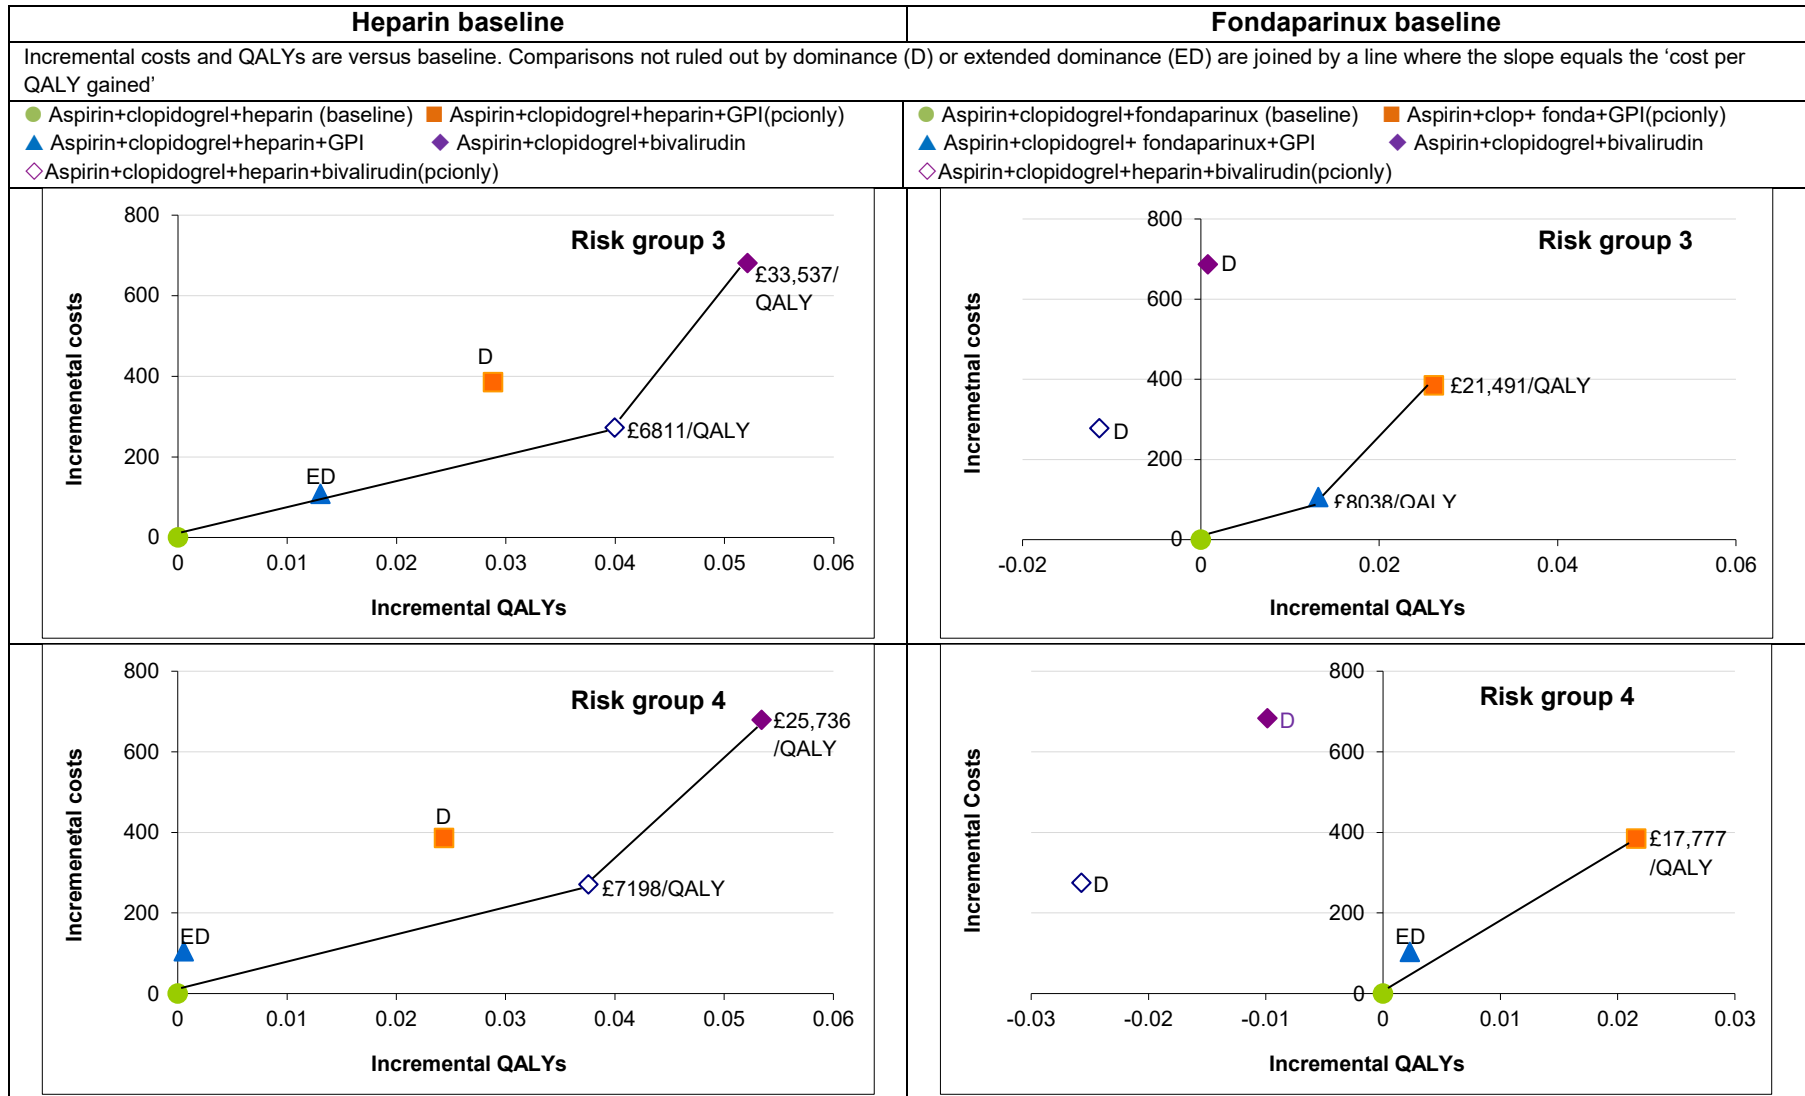 Heparin baseline
Fondaparinux baseline
Incremental costs and QALYs are versus baseline. Comparisons not ruled out by dominance (D) or extended dominance (ED) are joined by a line where the slope equals the ‘cost per
QALY gained’
Aspirin+clopidogrel+heparin (baseline) Aspirin+clopidogrel+heparin+GPI(pcionly)
Aspirin+clopidogrel+heparin+GPI Aspirin+clopidogrel+bivalirudin
Aspirin+clopidogrel+heparin+bivalirudin(pcionly)
Aspirin+clopidogrel+fondaparinux (baseline) Aspirin+clop+ fonda+GPI(pcionly)
Aspirin+clopidogrel+ fondaparinux+GPI Aspirin+clopidogrel+bivalirudin
Aspirin+clopidogrel+heparin+bivalirudin(pcionly)
Risk group 3
Incremenetal costs
800
600
400
200
0
£33,537/
QALY
D
£6811/QALY
ED
0 0.01 0.02 0.03 0.04 0.05 0.06
Incremental QALYs
Risk group 3
Incremetnal costs
800
600
400
200
0
D
£21,491/QALY
D
£8038/QALY
-0.02 0 0.02 0.04 0.06
Incremental QALYs
Risk group 4
Incremenetal costs
800
600
400
200
0
£25,736
/QALY
D
£7198/QALY
ED
0 0.01 0.02 0.03 0.04 0.05 0.06
Incremental QALYs
Risk group 4
Incremental Costs
800
600
400
200
0
D
£17,777
/QALY
D
ED
-0.03 -0.02 -0.01 0 0.01 0.02 0.03
Incremental QALYs